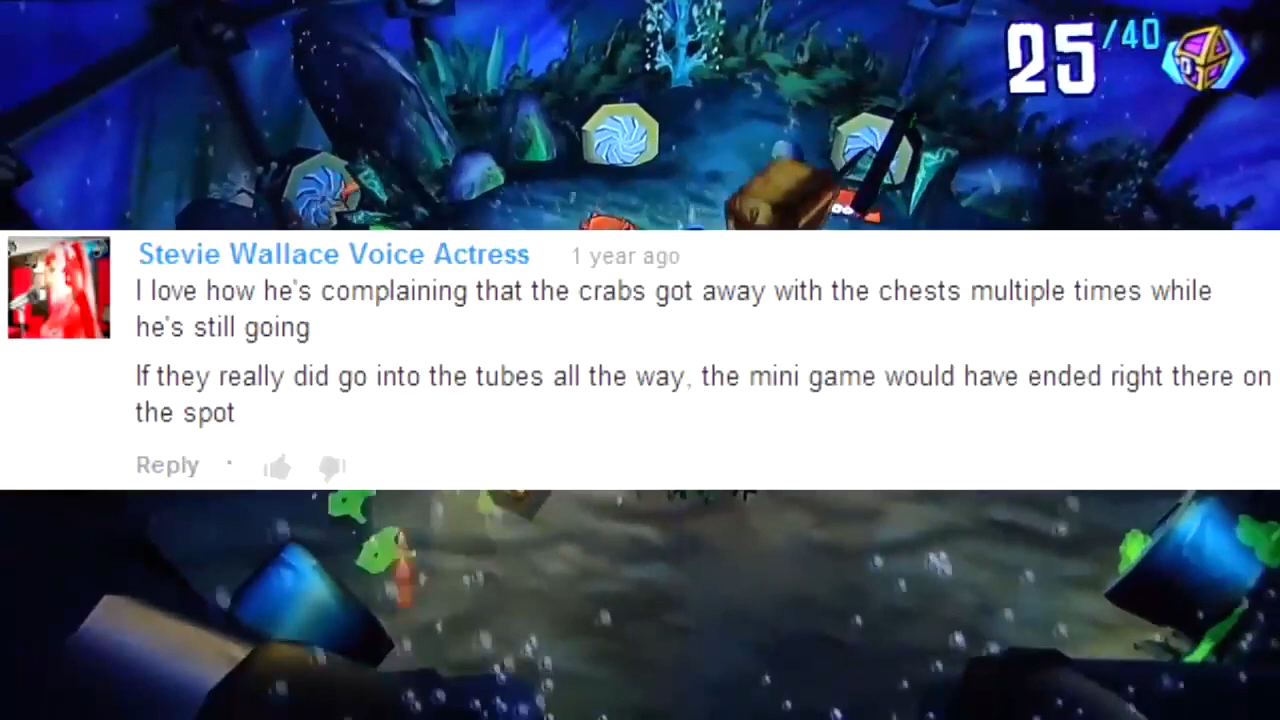 25/40
Stevie Wallace Voice Actress 1 year ago
I love how he's complaining that the crabs got away with the chests multiple times while
he's still going
If they really did go into the tubes all the way, the mini game would have ended right there on
the spot
Reply ·